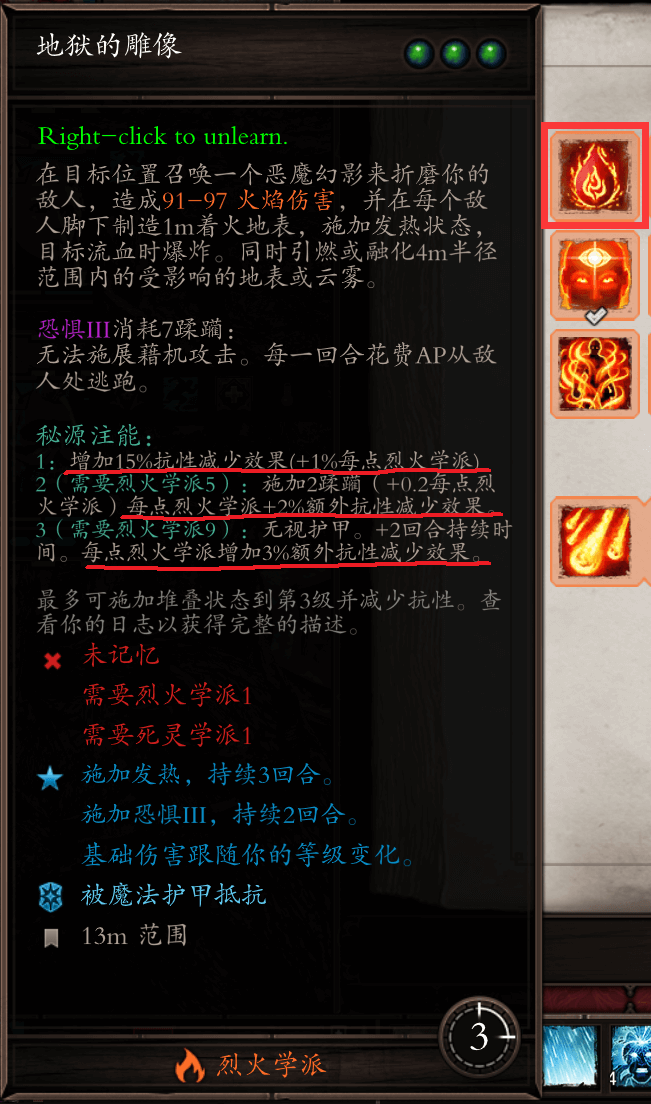 地狱的雕像
Right-click to unlearn.
在目标位置召唤一个恶魔幻影来折磨你的
敌人，造成91-97 火焰伤害，并在每个敌
人脚下制造1m着火地表，施加发热状态，
目标流血时爆炸。同时引燃或融化4m半径
范围内的受影响的地表或云雾。
恐惧III消耗7蹂躏：
无法施展藉机攻击。每一回合花费AP从敌
人处逃跑。
秘源注能：
1：增加15%抗性减少效果(+1%每点烈火学派)
2（需要烈火学派5）：施加2蹂躏（+0.2每点烈
火学派）每点烈火学派+2%额外抗性减少效果。
3（需要烈火学派9）：无视护甲。+2回合持续时
间。每点烈火学派增加3%额外抗性减少效果。
最多可施加堆叠状态到第3级并减少抗性。查
看你的日志以获得完整的描述。
未记忆
需要烈火学派1
需要死灵学派1
施加发热，持续3回合。
施加恐惧III，持续2回合。
基础伤害跟随你的等级变化。
被魔法护甲抵抗
13m 范围
3
烈火学派
4